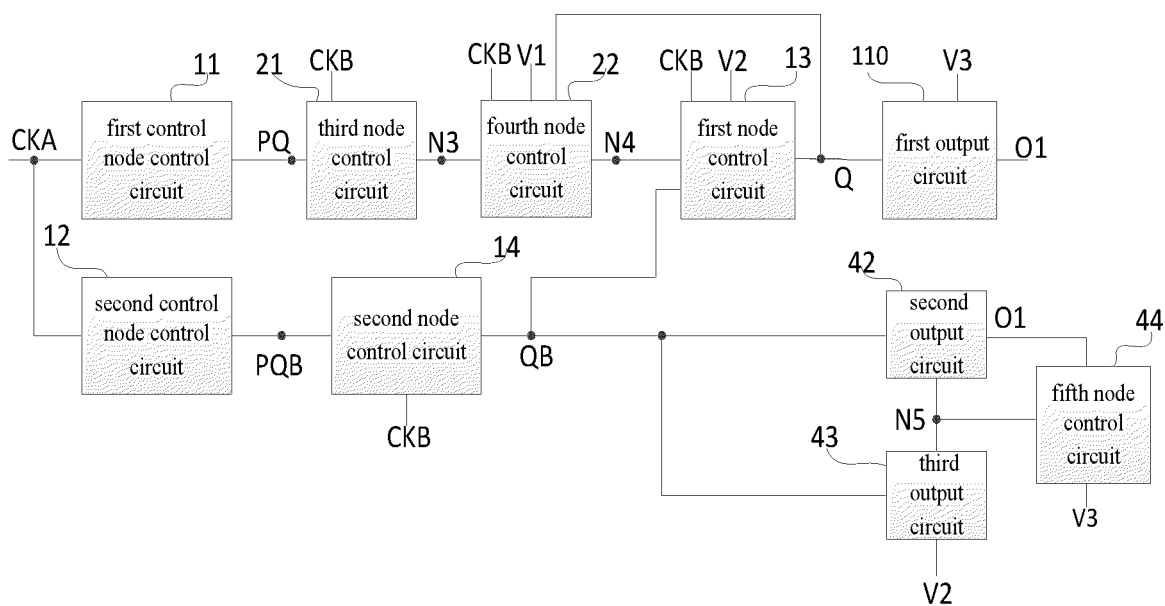 11
21
CKB
CKB
V1
22
CKB
V2
13
110
V3
CKA
first control
node control
circuit
PQ
third node
control
circuit
N3
fourth node
control
circuit
N4
first node
control
circuit
Q
first output
circuit
O1
12
second control
node control
circuit
PQB
14
second node
control circuit
QB
CKB
42
second
output
circuit
O1
44
fifth node
control
circuit
N5
43
third
output
circuit
V3
V2